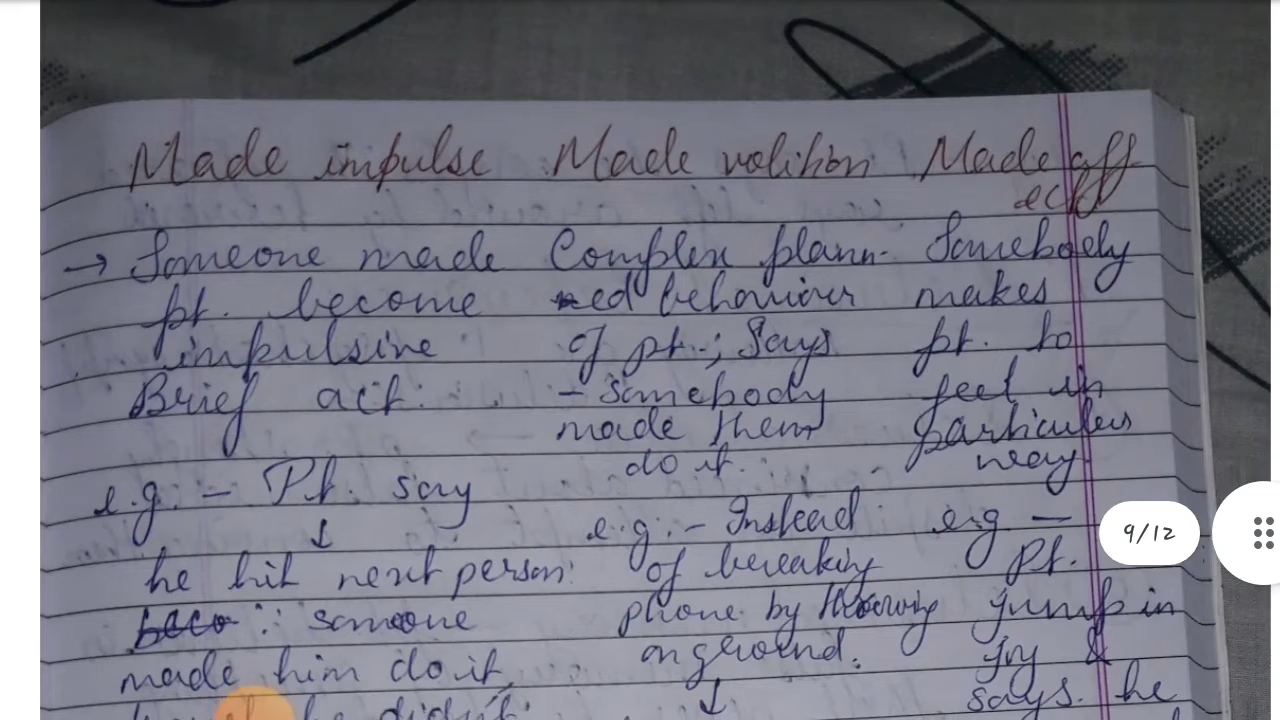 Made impulse
→ Someone made
pt. become
impulsive
Brief act.
e.g. - Pt. say
↓
he hit next person
∵ someone
made him do it,
he didn't
Made volition
Complex plann-
ed behaviour
of pt.; Says
- Somebody
made them
do it.
e.g. - Instead
of breaking
phone by throwing
on ground.
↓
Made aff
ect
Somebody
makes
pt. to
feel in
particular
way.
e.g —
Pt.
jump in
joy &
says he
9/12